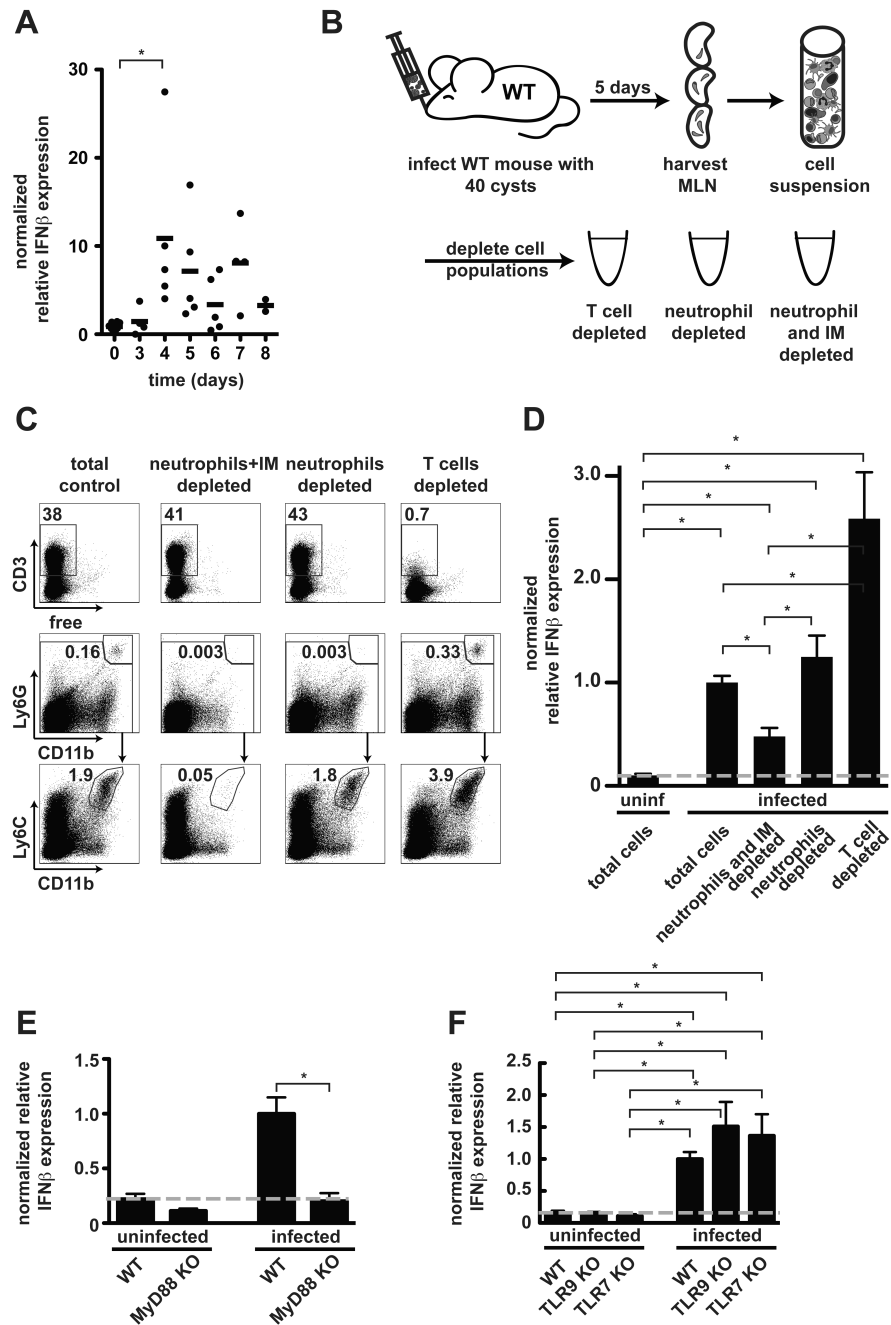 A
*
30
20
10
0
normalized
relative IFNβ expression
0 3 4 5 6 7 8
time (days)
B
WT
5 days
infect WT mouse with
40 cysts
harvest
MLN
cell
suspension
deplete cell
populations
T cell
depleted
neutrophil
depleted
neutrophil
and IM
depleted
C
total
control
neutrophils+IM
depleted
neutrophils
depleted
T cells
depleted
38 41 43 0.7
CD3
free
0.16 0.003 0.003 0.33
Ly6G
CD11b
1.9 0.05 1.8 3.9
Ly6C
CD11b
D
*
*
*
*
*
*
*
*
3.0
2.0
1.0
0
normalized
relative IFNβ expression
uninf infected
total cells
total cells
neutrophils and IM
depleted
neutrophils
depleted
T cell
depleted
E
*
1.5
1.0
0.5
0
normalized relative
IFNβ expression
uninfected infected
WT
MyD88 KO
WT
MyD88 KO
F
*
*
*
*
*
*
*
*
*
2.5
2.0
1.5
1.0
0.5
0
normalized relative
IFNβ expression
uninfected infected
WT
TLR9 KO
TLR7 KO
WT
TLR9 KO
TLR7 KO